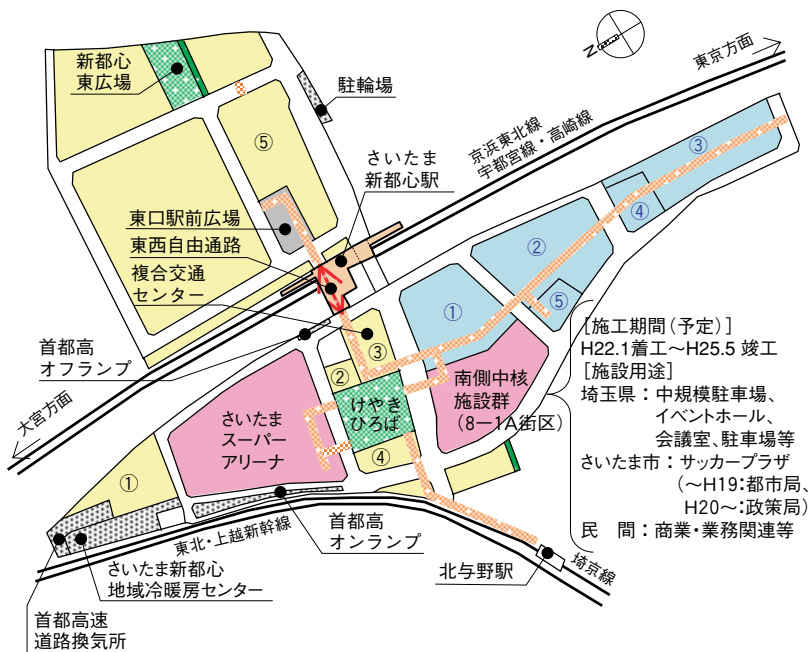 新都心
東広場
駐輪場
N
東京方面
京浜東北線
宇都宮線・高崎線
さいたま
新都心駅
⑤
③
④
②
⑤
①
東口駅前広場
東西自由通路
複合交通
センター
首都高
オフランプ
③
②
けやき
ひろば
④
南側中核
施設群
(8ー1A街区)
[施工期間(予定)]
H22.1着工〜H25.5 竣工
[施設用途]
埼玉県:中規模駐車場、
イベントホール、
会議室、駐車場等
さいたま市:サッカープラザ
(〜H19:都市局、
H20〜:政策局)
民 間:商業・業務関連等
大宮方面
さいたま
スーパー
アリーナ
①
東北・上越新幹線
首都高
オンランプ
北与野駅
埼京線
さいたま新都心
地域冷暖房センター
首都高速
道路換気所